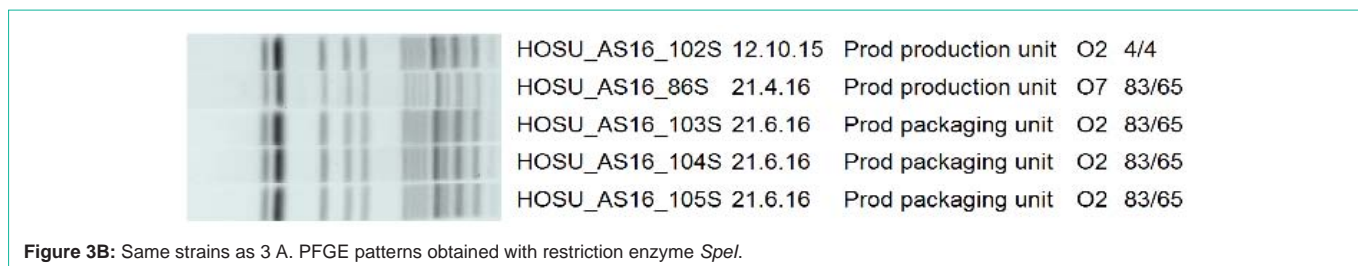 HOSU_AS16_102S 12.10.15 Prod production unit O2 4/4
HOSU_AS16_86S 21.4.16 Prod production unit O7 83/65
HOSU_AS16_103S 21.6.16 Prod packaging unit O2 83/65
HOSU_AS16_104S 21.6.16 Prod packaging unit O2 83/65
HOSU_AS16_105S 21.6.16 Prod packaging unit O2 83/65
Figure 3B: Same strains as 3 A. PFGE patterns obtained with restriction enzyme SpeI.